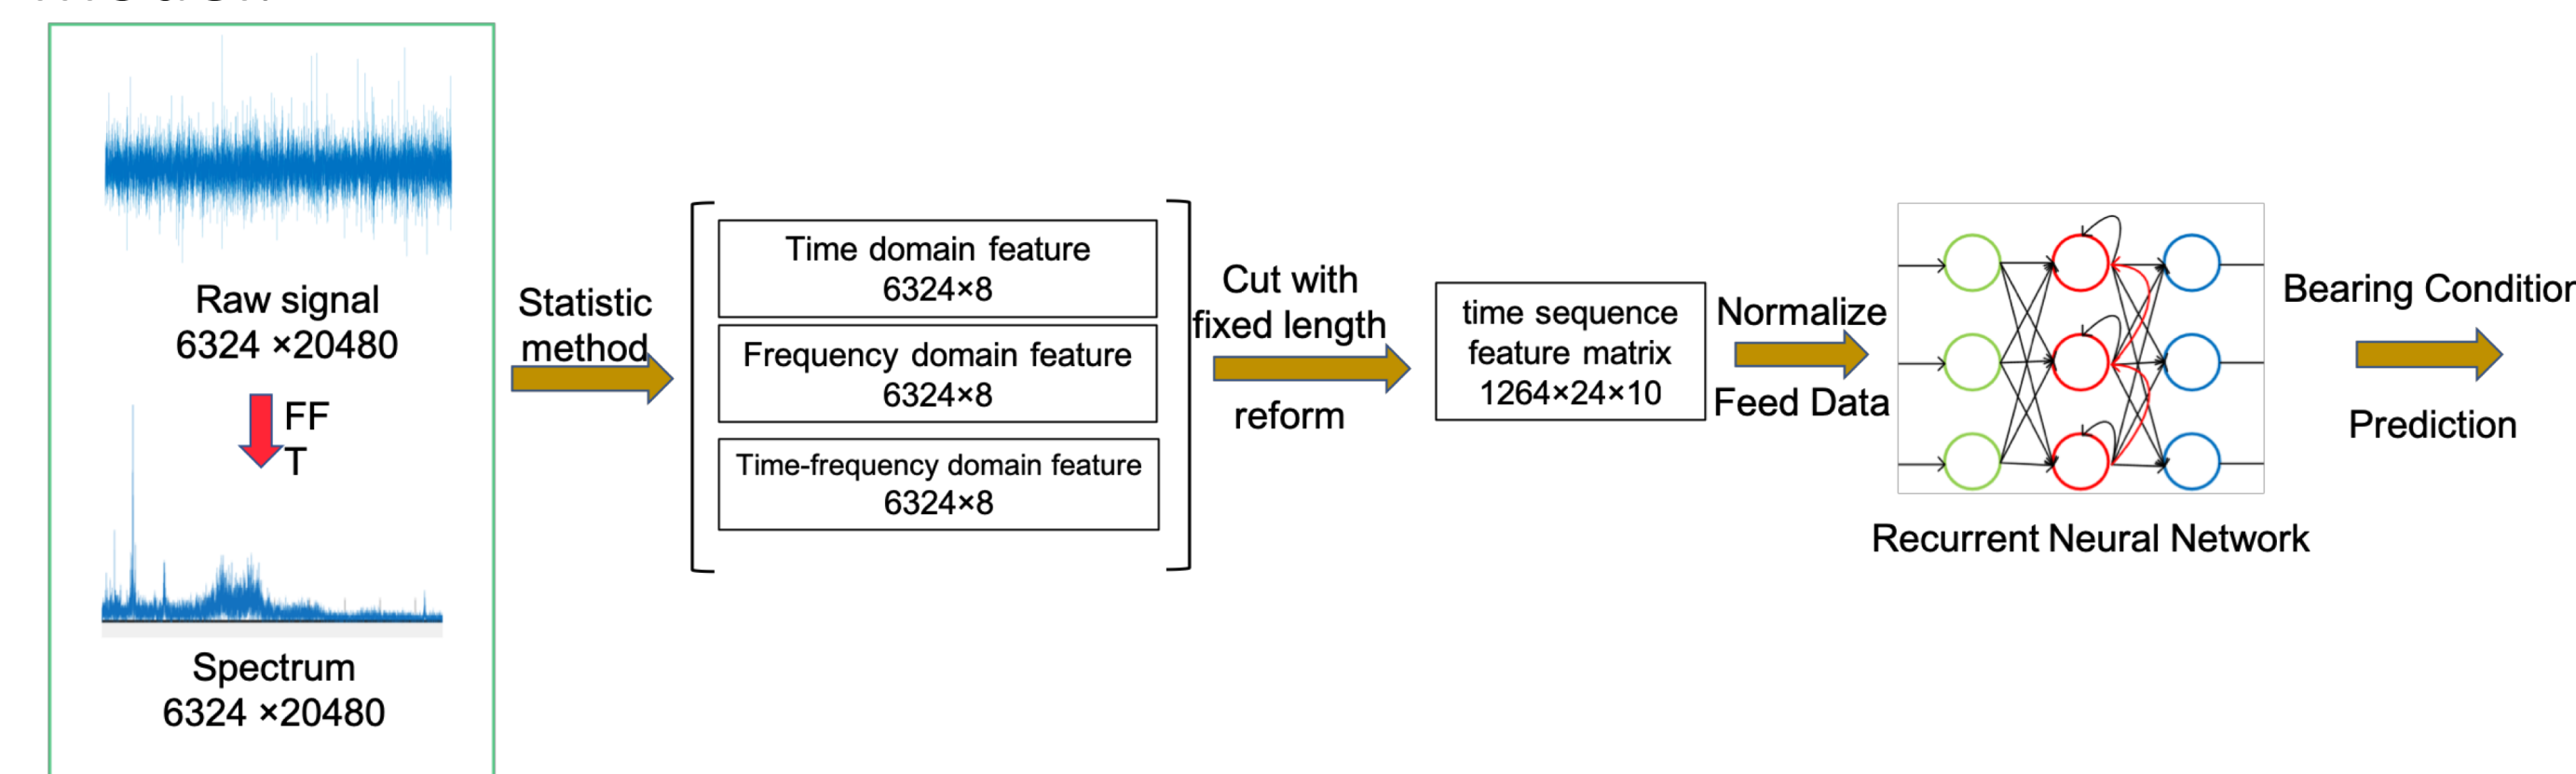 Raw signal
6324 ×20480
FF
T
Spectrum
6324 ×20480
Statistic
method
Time domain feature
6324×8
Frequency domain feature
6324×8
Time-frequency domain feature
6324×8
Cut with
fixed length
reform
time sequence
feature matrix
1264×24×10
Normalize
Feed Data
Recurrent Neural Network
Bearing Condition
Prediction